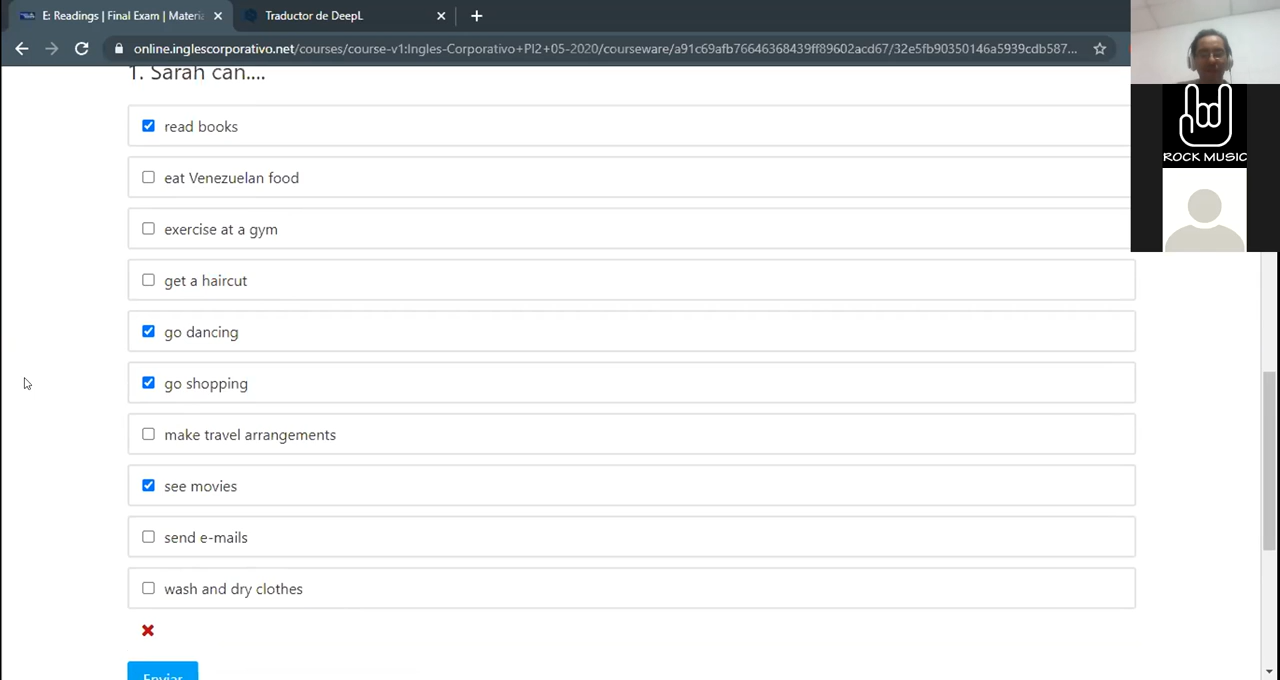 E: Readings | Final Exam | Materia
Traductor de DeepL
online.inglescorporativo.net/courses/course-v1:Ingles-Corporativo+PI2+05-2020/courseware/a91c69afb76646368439ff89602acd67/32e5fb90350146a5939cdb587...
1. Sarah can....
read books
eat Venezuelan food
exercise at a gym
get a haircut
go dancing
go shopping
make travel arrangements
see movies
send e-mails
wash and dry clothes
Enviar
ROCK MUSIC